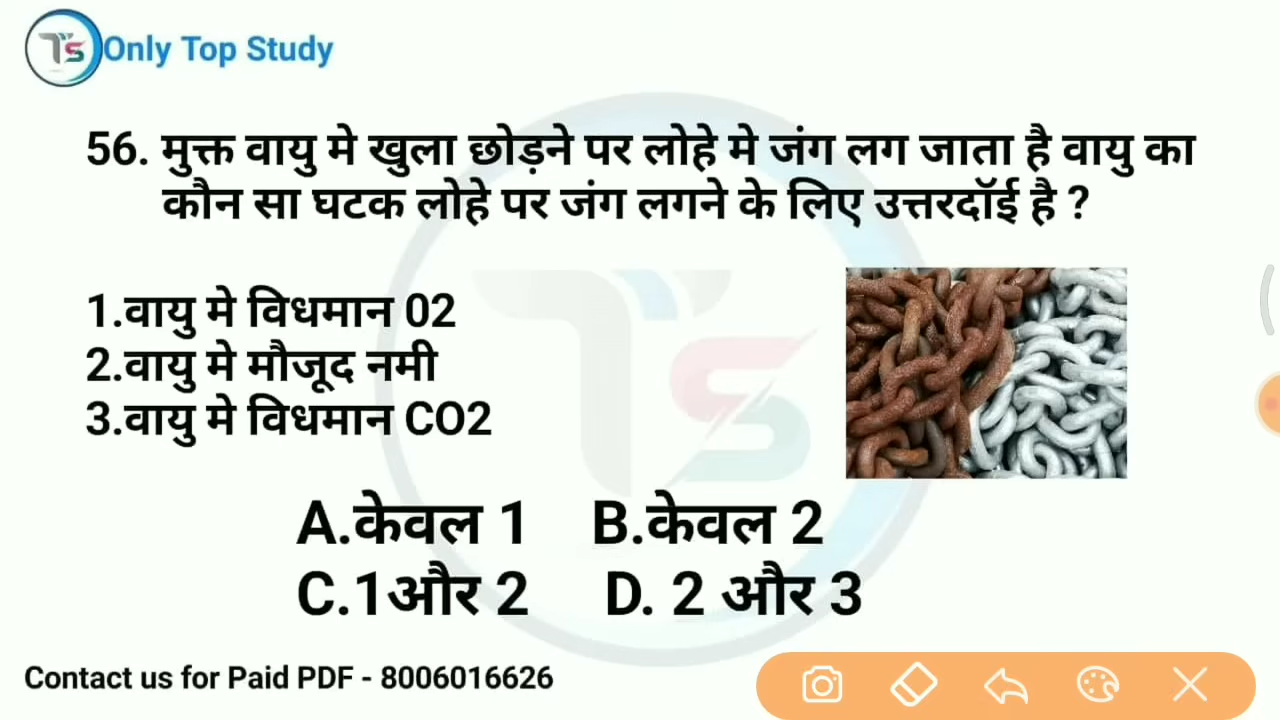 TS Only Top Study
56. मुक्त वायु मे खुला छोड़ने पर लोहे मे जंग लग जाता है वायु का
कौन सा घटक लोहे पर जंग लगने के लिए उत्तरदॉई है ?
1.वायु मे विधमान 02
2.वायु मे मौजूद नमी
3.वायु मे विधमान CO2
A.केवल 1 B.केवल 2
C.1और 2 D. 2 और 3
Contact us for Paid PDF - 8006016626